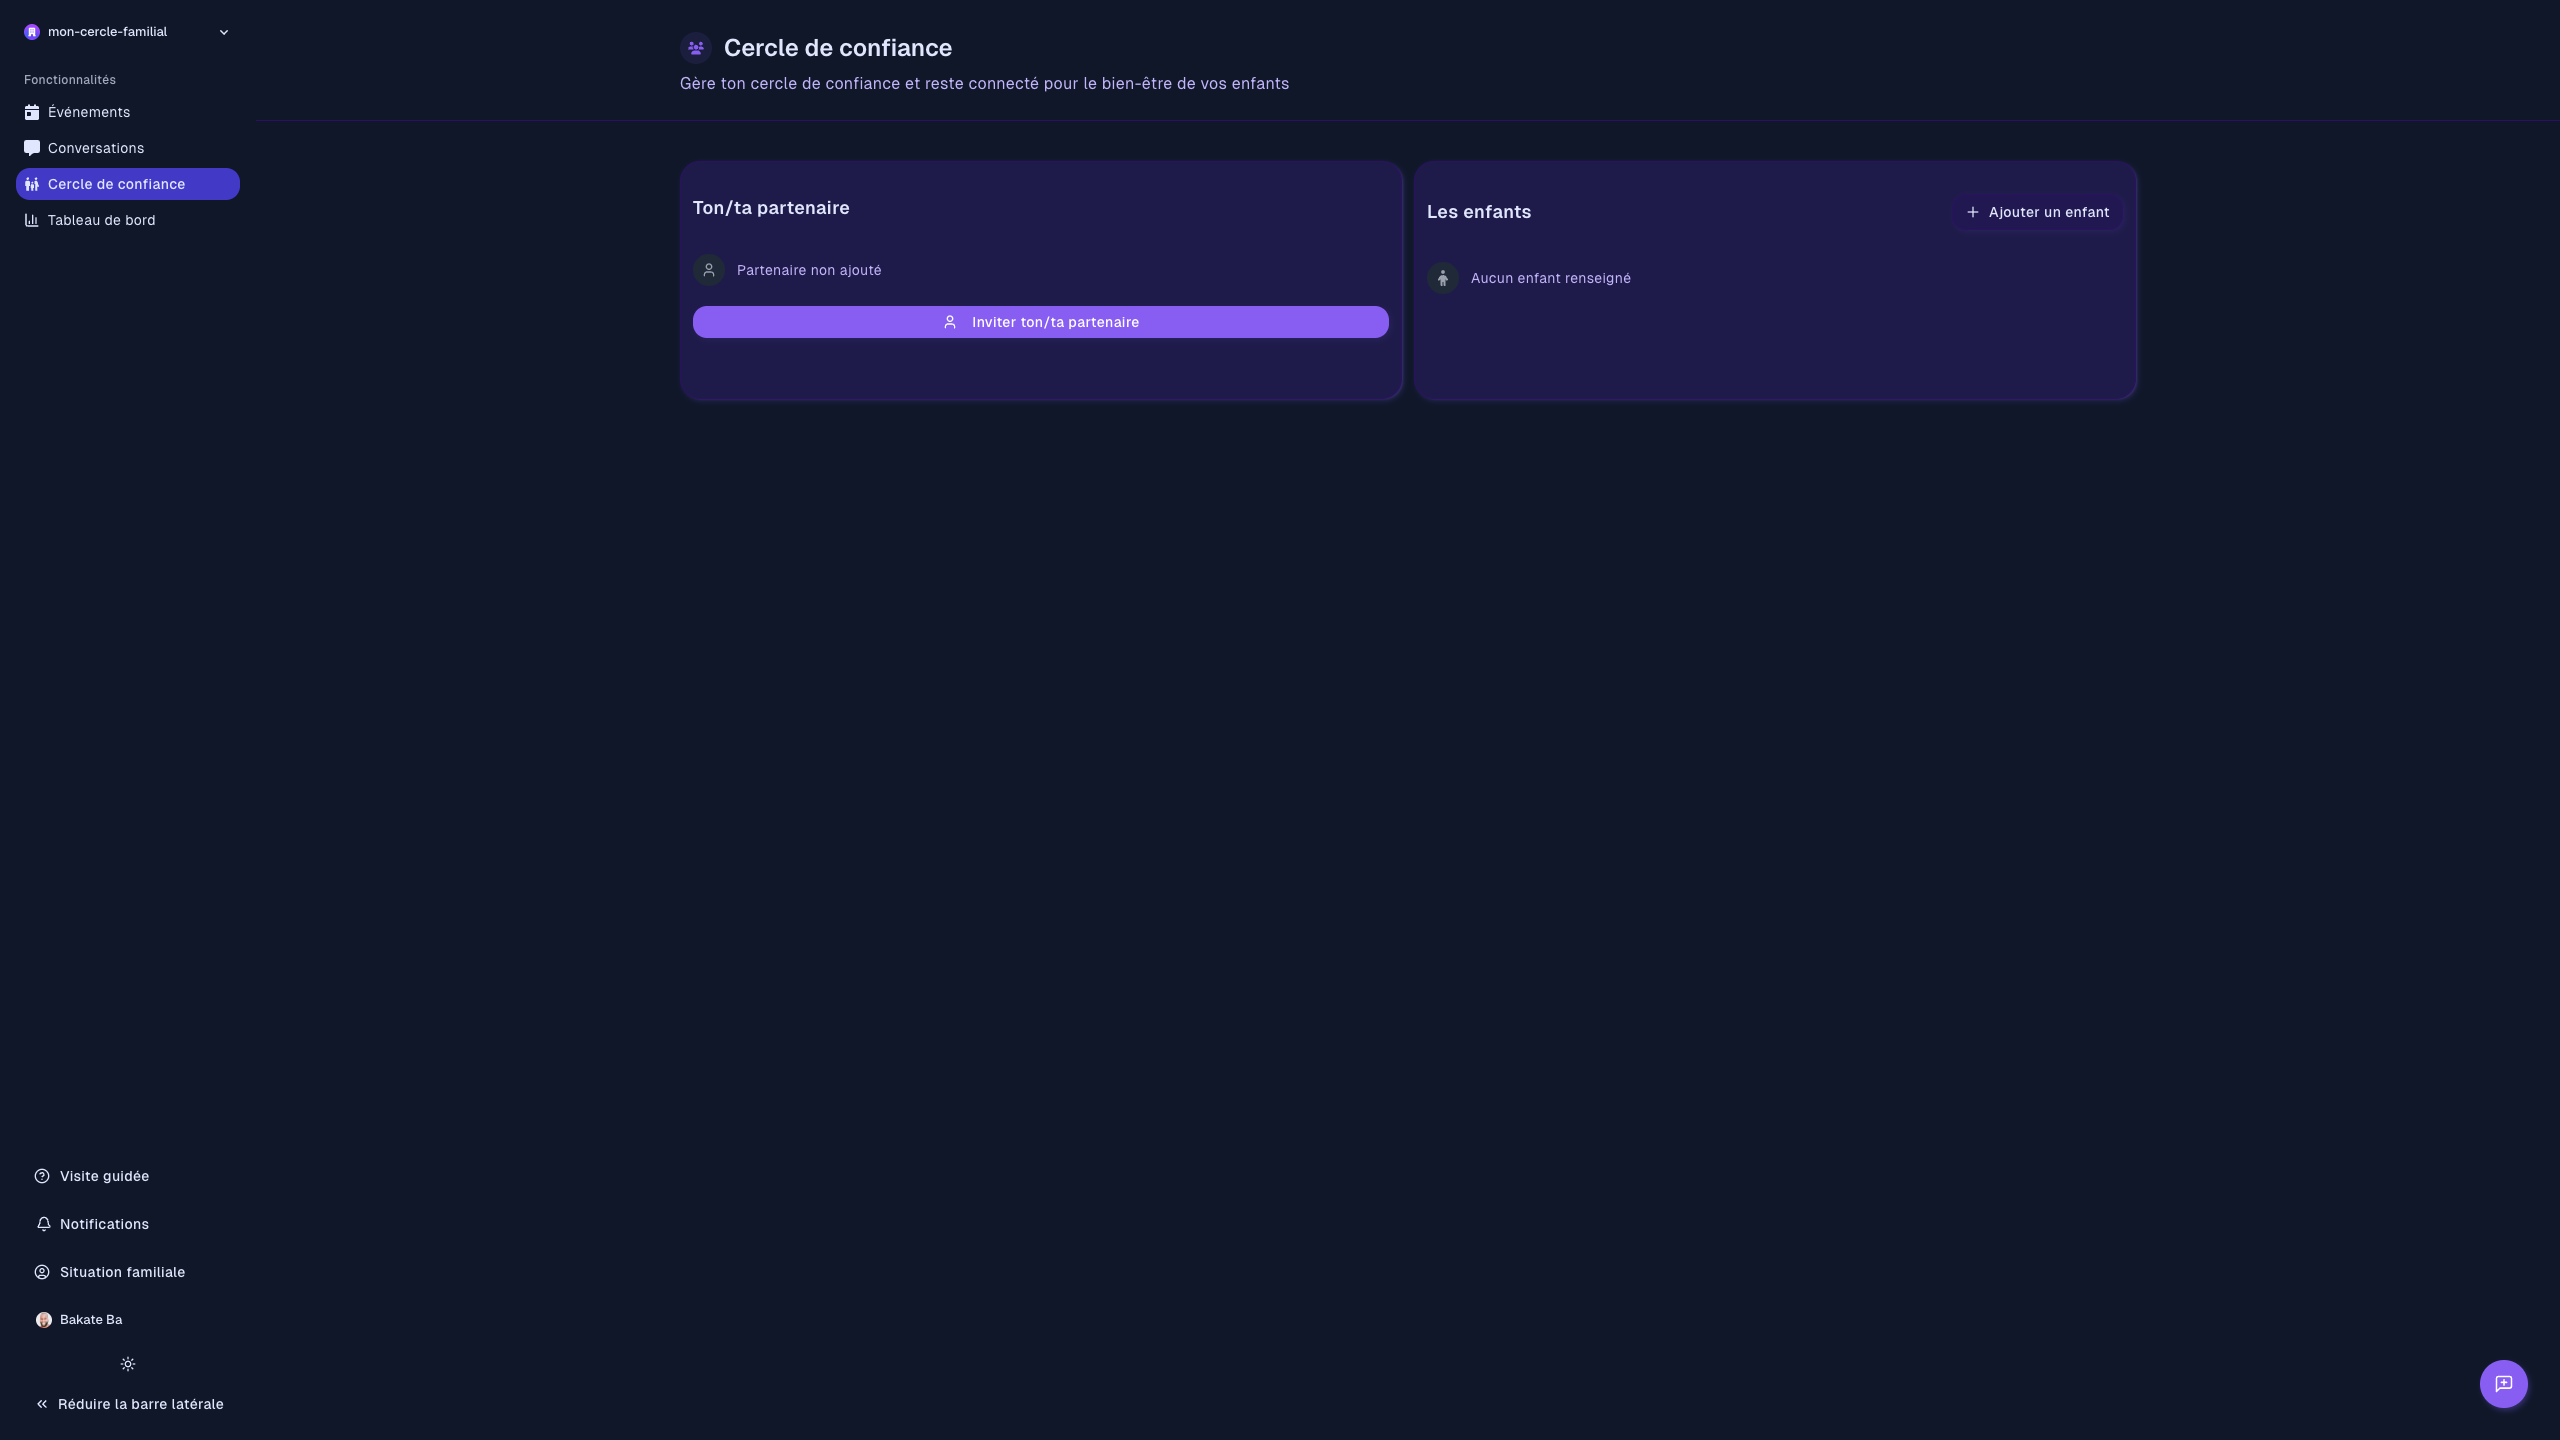 mon-cercle-familial
Fonctionnalités
Événements
Conversations
Cercle de confiance
Tableau de bord
Cercle de confiance
Gère ton cercle de confiance et reste connecté pour le bien-être de vos enfants
Ton/ta partenaire
Partenaire non ajouté
Inviter ton/ta partenaire
Les enfants
Ajouter un enfant
Aucun enfant renseigné
Visite guidée
Notifications
Situation familiale
Bakate Ba
Réduire la barre latérale